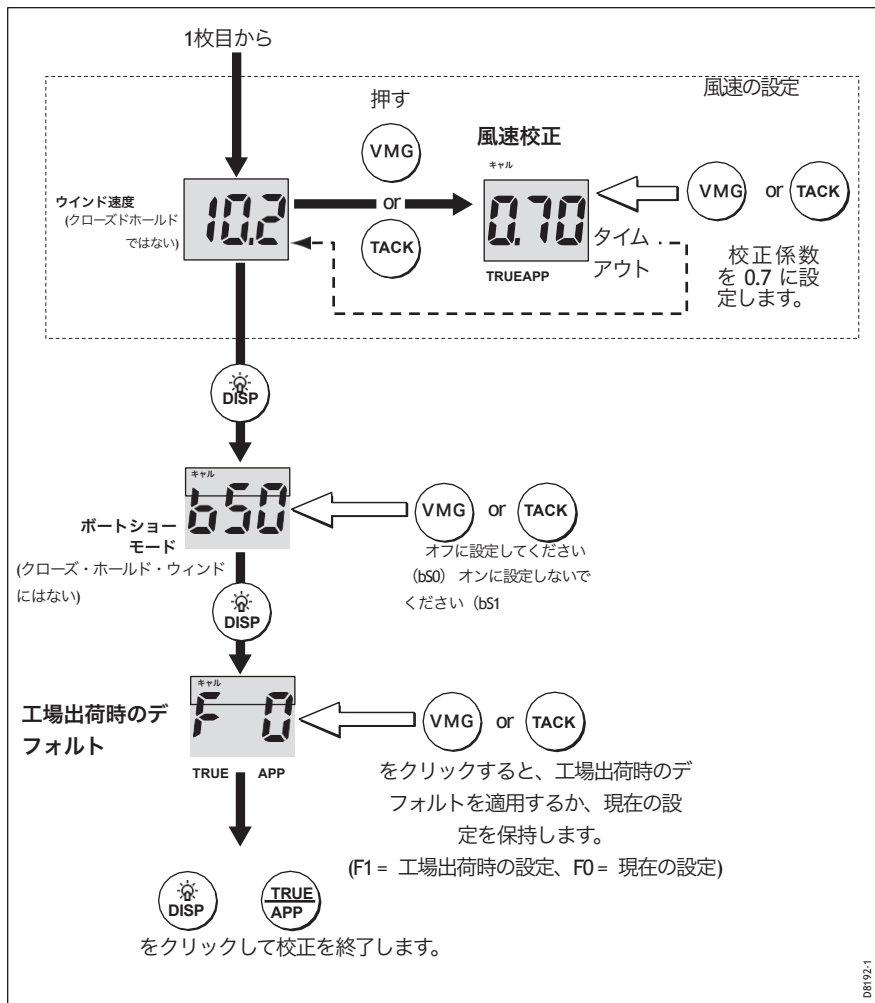 1枚目から
風速の設定
押す
VMG
or
TACK
風速校正
キャル
0.70
TRUEAPP
タイム
アウト
VMG or TACK
校正係数
を 0.7 に設
定します。
ウインド速度
(クローズドホールド
ではない)
10.2
DISP
キャル
bS0
ボートショー
モード
(クローズ・ホールド・ウィンド
にはない)
VMG or TACK
オフに設定してください
（bS0） オンに設定しないで
ください（bS1
DISP
キャル
F 0
工場出荷時のデ
フォルト
TRUE APP
VMG or TACK
をクリックすると、工場出荷時のデ
フォルトを適用するか、現在の設
定を保持します。
(F1 = 工場出荷時の設定、F0 = 現在の設定)
DISP
TRUE
APP
をクリックして校正を終了します。
D8192-1